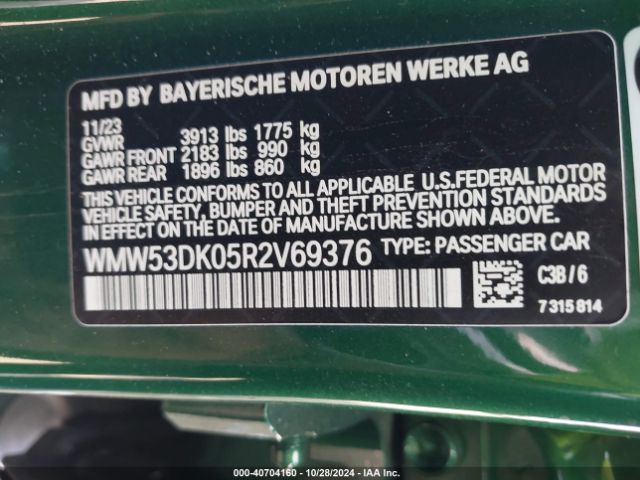 MFD BY BAYERISCHE MOTOREN WERKE AG
11/23
GVWR 3913 lbs 1775 kg
GAWR FRONT 2183 lbs 990 kg
GAWR REAR 1896 lbs 860 kg
THIS VEHICLE CONFORMS TO ALL APPLICABLE U.S.FEDERAL MOTOR
VEHICLE SAFETY, BUMPER AND THEFT PREVENTION STANDARDS
IN EFFECT ON THE DATE OF MANUFACTURE SHOWN ABOVE.
WMW53DK05R2V69376 TYPE: PASSENGER CAR
C3B/6
7315814
000-40704160 | 10/28/2024 | IAA Inc.